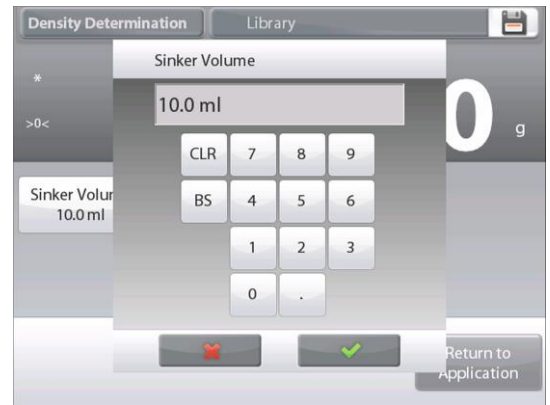 Density Determination
Library
Sinker Volume
*
10.0 ml
>0<
0 g
CLR 7 8 9
Sinker Volu
10.0 ml
BS 4 5 6
1 2 3
0 .
Return to
Application